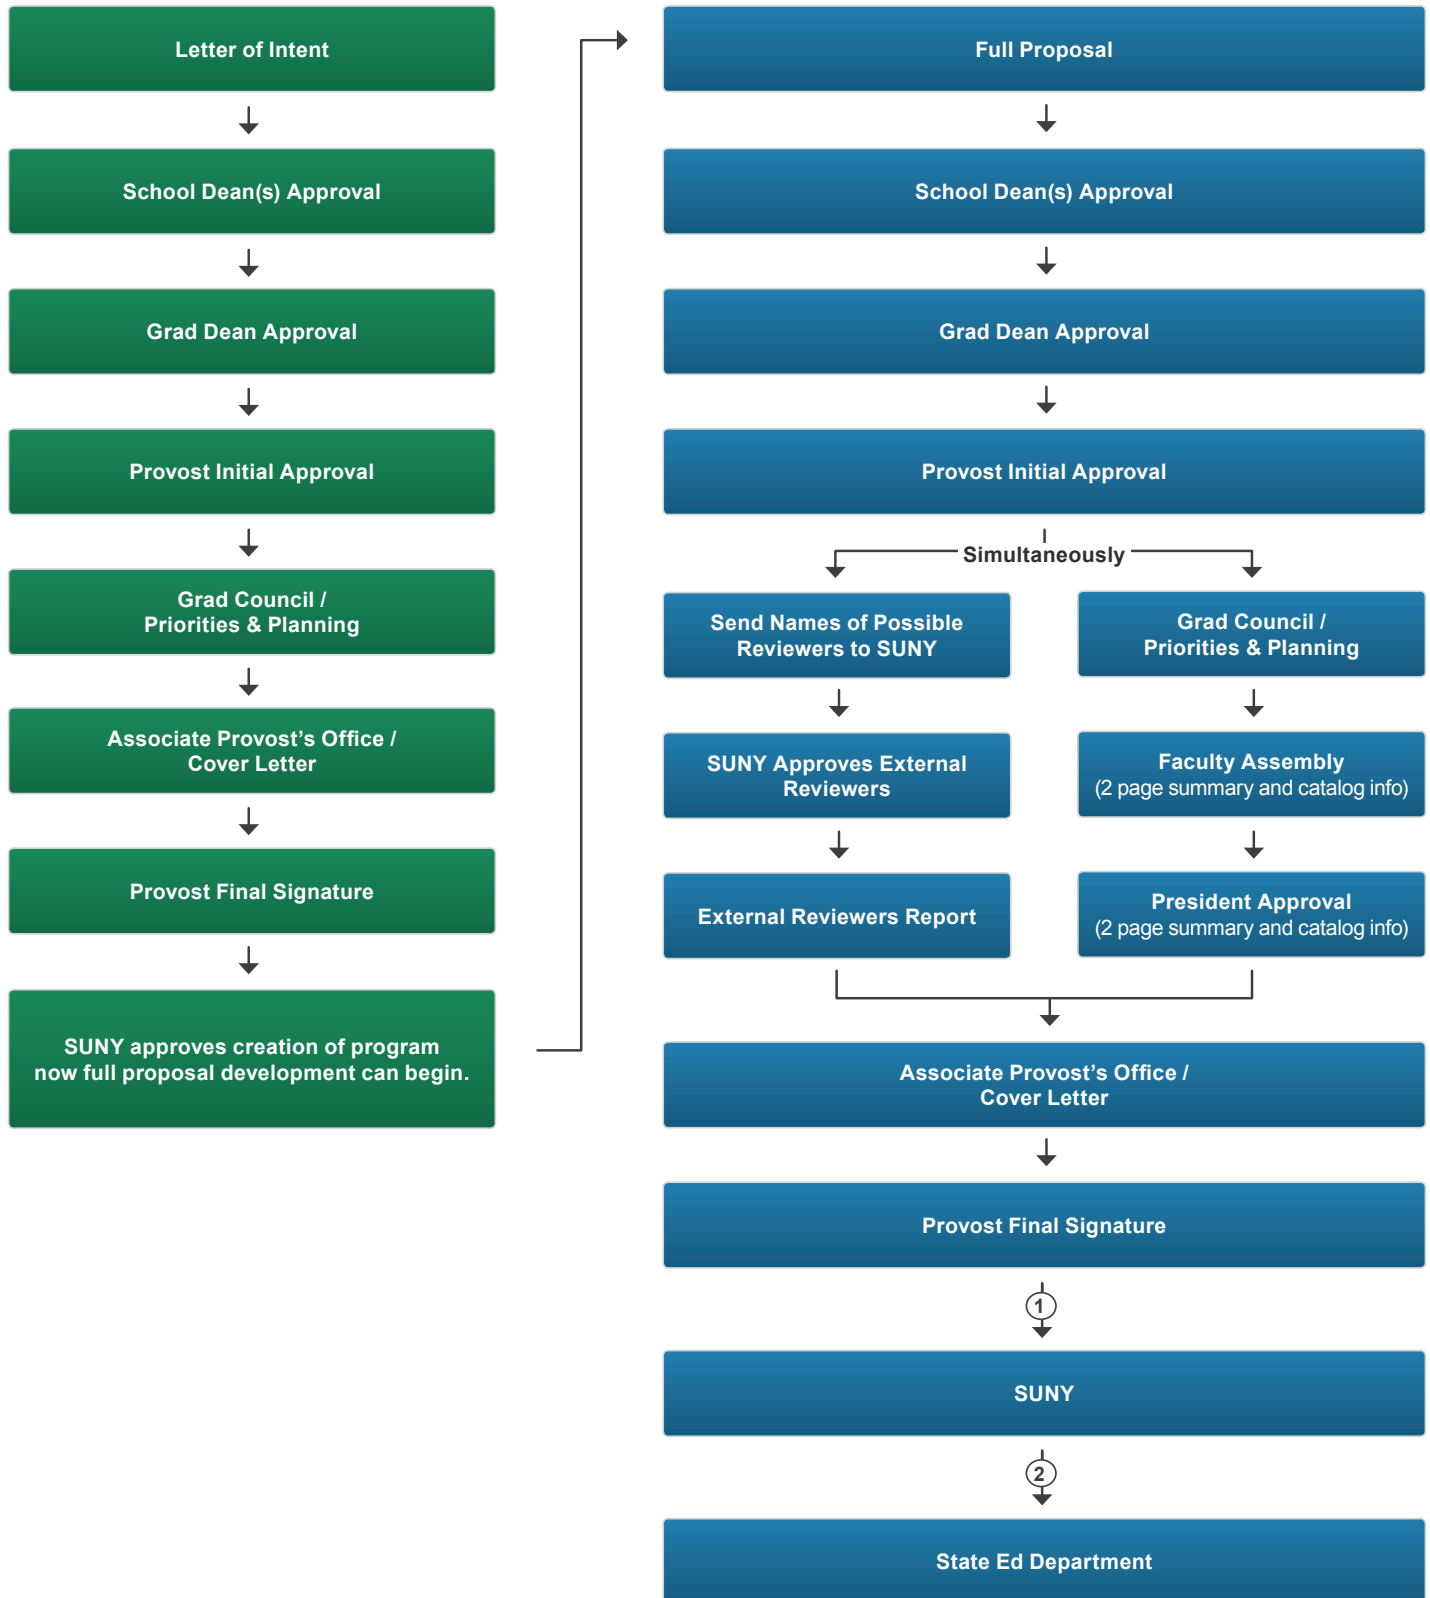 Letter of Intent
School Dean(s) Approval
Grad Dean Approval
Provost Initial Approval
Grad Council /
Priorities & Planning
Associate Provost’s Office /
Cover Letter
Provost Final Signature
SUNY approves creation of program
now full proposal development can begin.
Full Proposal
School Dean(s) Approval
Grad Dean Approval
Provost Initial Approval
Simultaneously
Send Names of Possible
Reviewers to SUNY
SUNY Approves External
Reviewers
External Reviewers Report
Grad Council /
Priorities & Planning
Faculty Assembly
(2 page summary and catalog info)
President Approval
(2 page summary and catalog info)
Associate Provost’s Office /
Cover Letter
Provost Final Signature
1
SUNY
2
State Ed Department